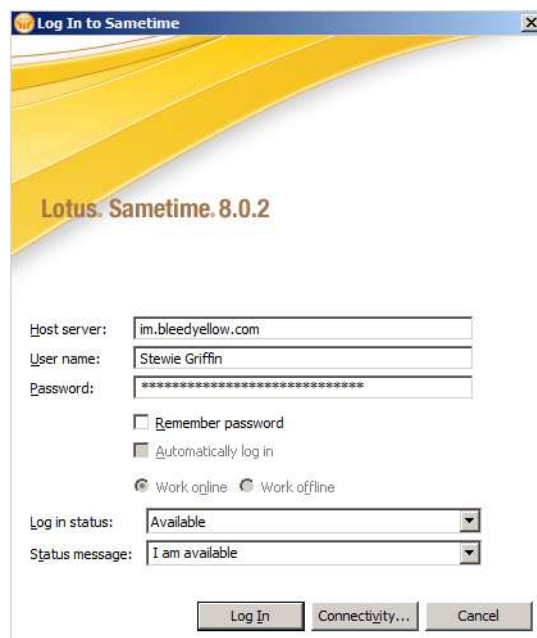 Log In to Sametime
Lotus. Sametime. 8.0.2
Host server: im.bleedyellow.com
User name: Stewie Griffin
Password: *****************************
Remember password
Automatically log in
Work online Work offline
Log in status: Available
Status message: I am available
Log In Connectivity... Cancel